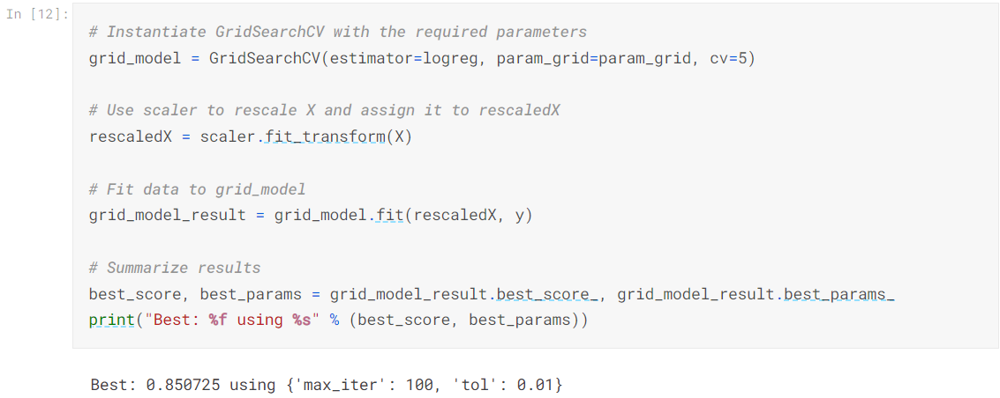 In [12]:
# Instantiate GridSearchCV with the required parameters
grid_model = GridSearchCV(estimator=logreg, param_grid=param_grid, cv=5)
# Use scaler to rescale X and assign it to rescaledX
rescaledX = scaler.fit_transform(X)
# Fit data to grid_model
grid_model_result = grid_model.fit(rescaledX, y)
# Summarize results
best_score, best_params = grid_model_result.best_score_, grid_model_result.best_params_
print("Best: %f using %s" % (best_score, best_params))
Best: 0.850725 using {'max_iter': 100, 'tol': 0.01}